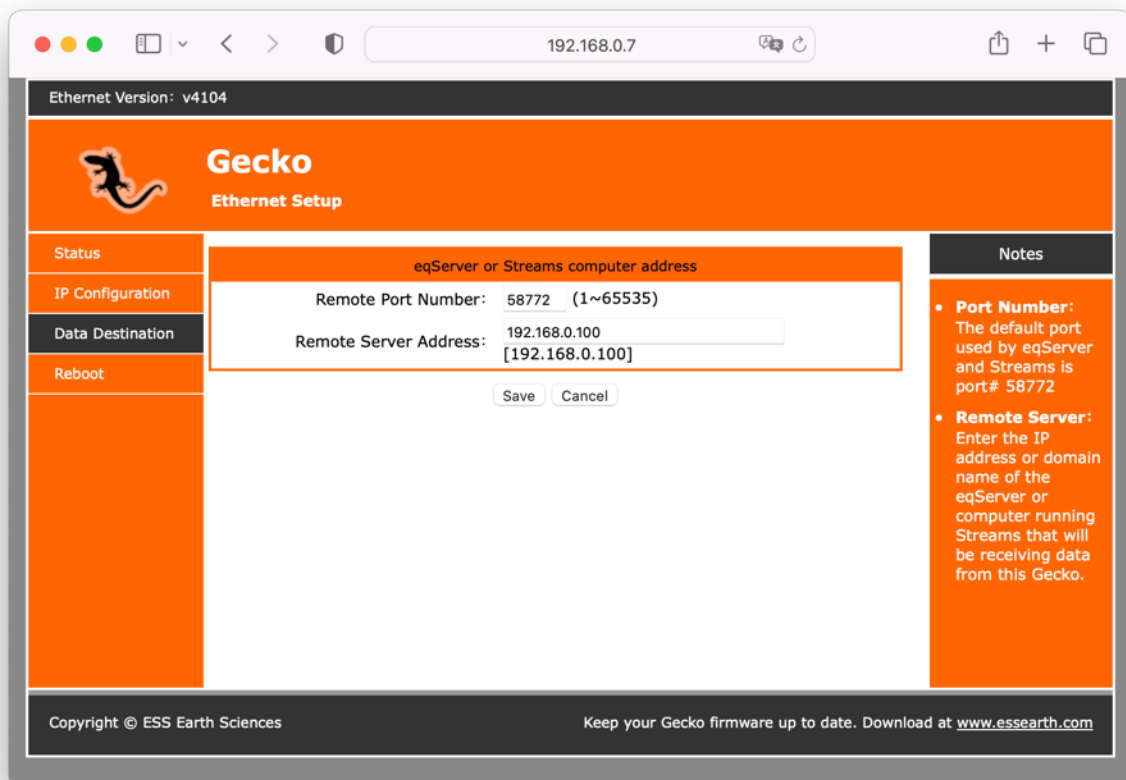 192.168.0.7
Ethernet Version: v4104
Gecko
Ethernet Setup
Status
IP Configuration
Data Destination
Reboot
eqServer or Streams computer address
Remote Port Number: 58772 (1~65535)
Remote Server Address: 192.168.0.100
[192.168.0.100]
Save Cancel
Notes
• Port Number:
The default port
used by eqServer
and Streams is
port# 58772
• Remote Server:
Enter the IP
address or domain
name of the
eqServer or
computer running
Streams that will
be receiving data
from this Gecko.
Copyright © ESS Earth Sciences
Keep your Gecko firmware up to date. Download at www.essearth.com